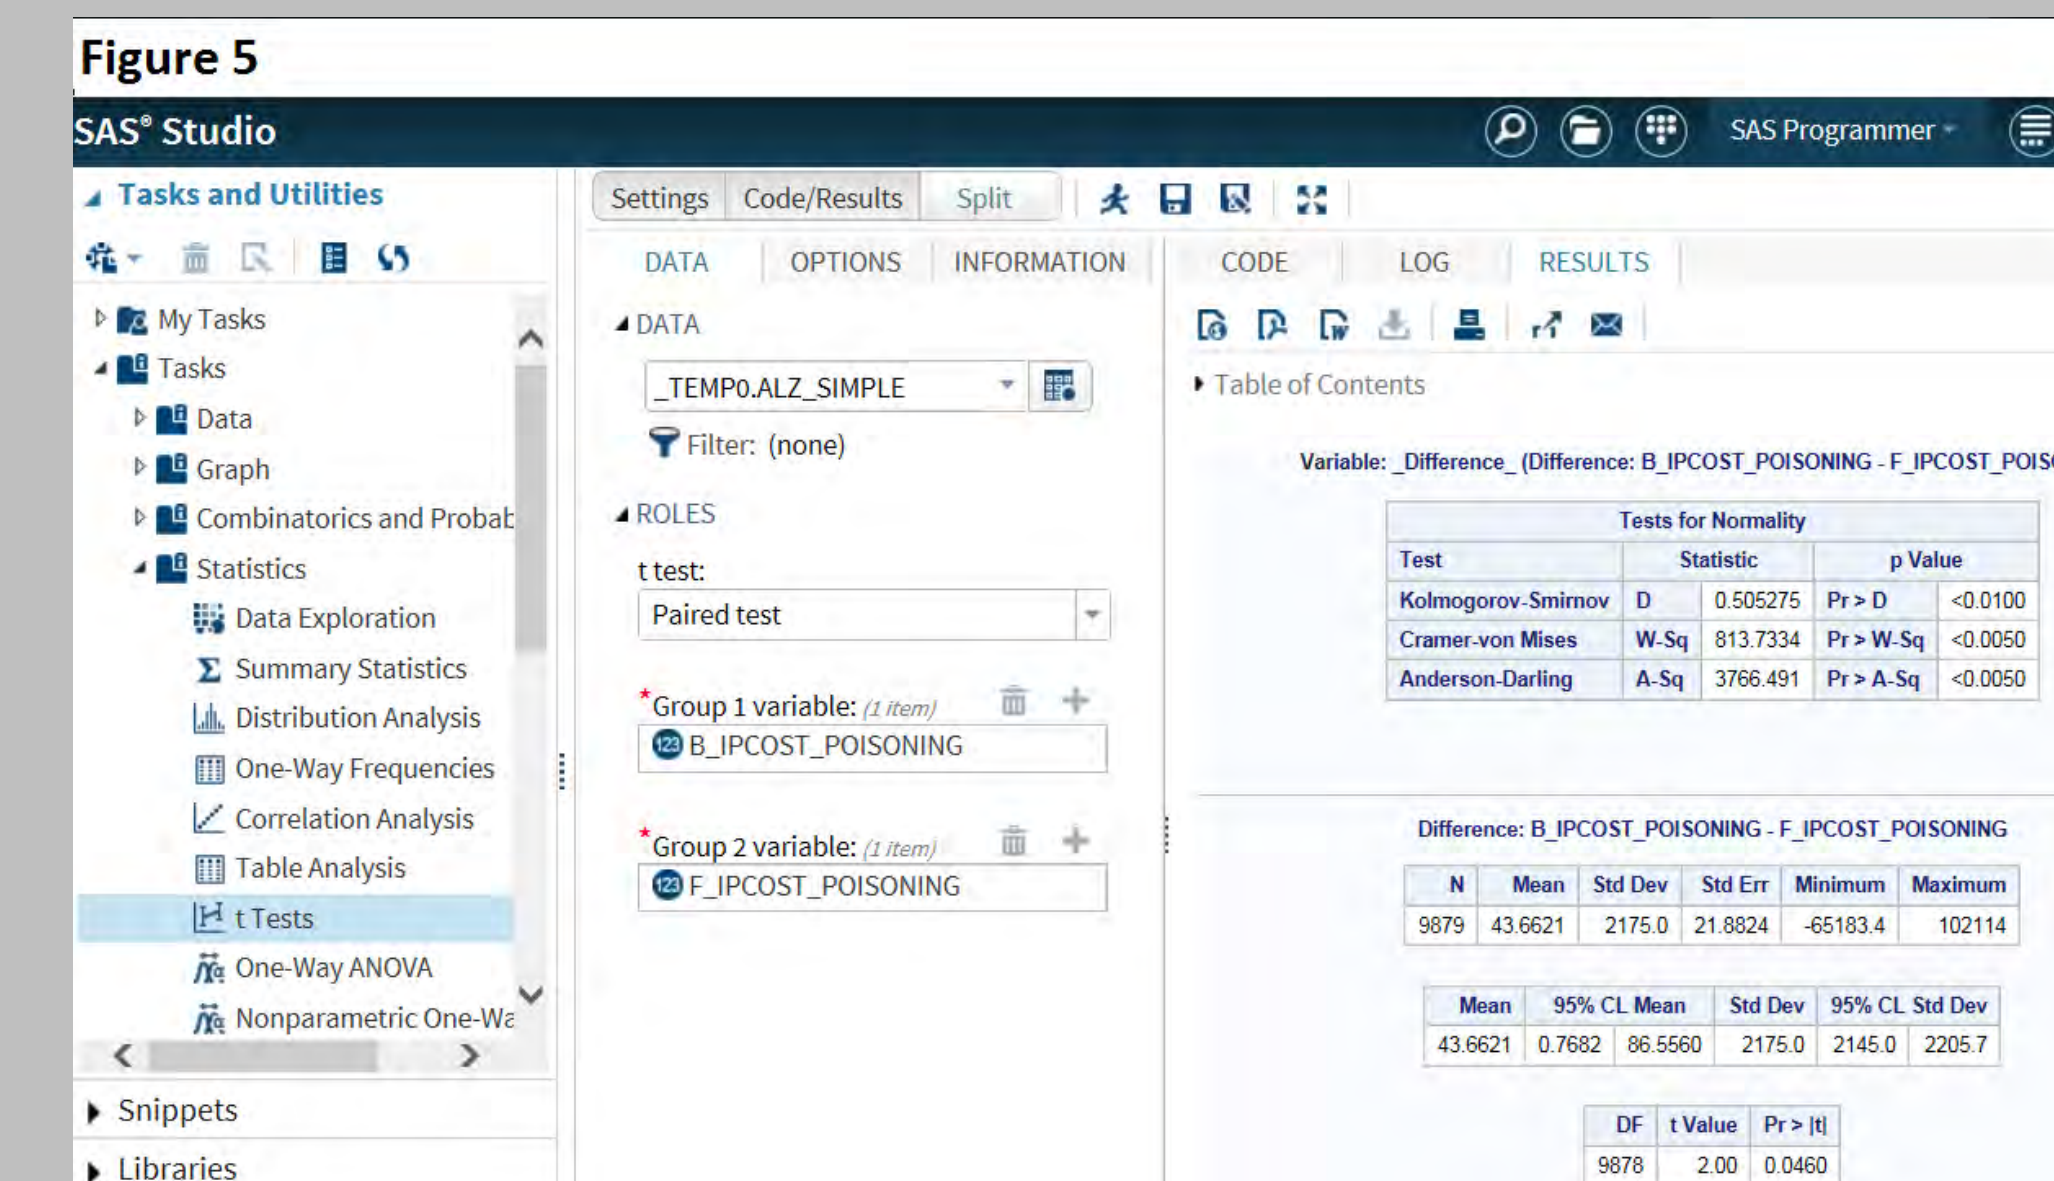 Figure 5
SAS® Studio
SAS Programmer
Tasks and Utilities
My Tasks
Tasks
Data
Graph
Combinatorics and Probab
Statistics
Data Exploration
Summary Statistics
Distribution Analysis
One-Way Frequencies
Correlation Analysis
Table Analysis
t Tests
One-Way ANOVA
Nonparametric One-Wa
Snippets
Libraries
Settings Code/Results Split
DATA OPTIONS INFORMATION
DATA
_TEMP0.ALZ_SIMPLE
Filter: (none)
ROLES
t test:
Paired test
*Group 1 variable: (1 item)
123 B_IPCOST_POISONING
*Group 2 variable: (1 item)
123 F_IPCOST_POISONING
CODE LOG RESULTS
Table of Contents
Variable: _Difference_ (Difference: B_IPCOST_POISONING - F_IPCOST_POIS
Tests for Normality
Test Statistic p Value
Kolmogorov-Smirnov D 0.505275 Pr > D <0.0100
Cramer-von Mises W-Sq 813.7334 Pr > W-Sq <0.0050
Anderson-Darling A-Sq 3766.491 Pr > A-Sq <0.0050
Difference: B_IPCOST_POISONING - F_IPCOST_POISONING
N Mean Std Dev Std Err Minimum Maximum
9879 43.6621 2175.0 21.8824 -65183.4 102114
Mean 95% CL Mean Std Dev 95% CL Std Dev
43.6621 0.7682 86.5560 2175.0 2145.0 2205.7
DF t Value Pr > |t|
9878 2.00 0.0460